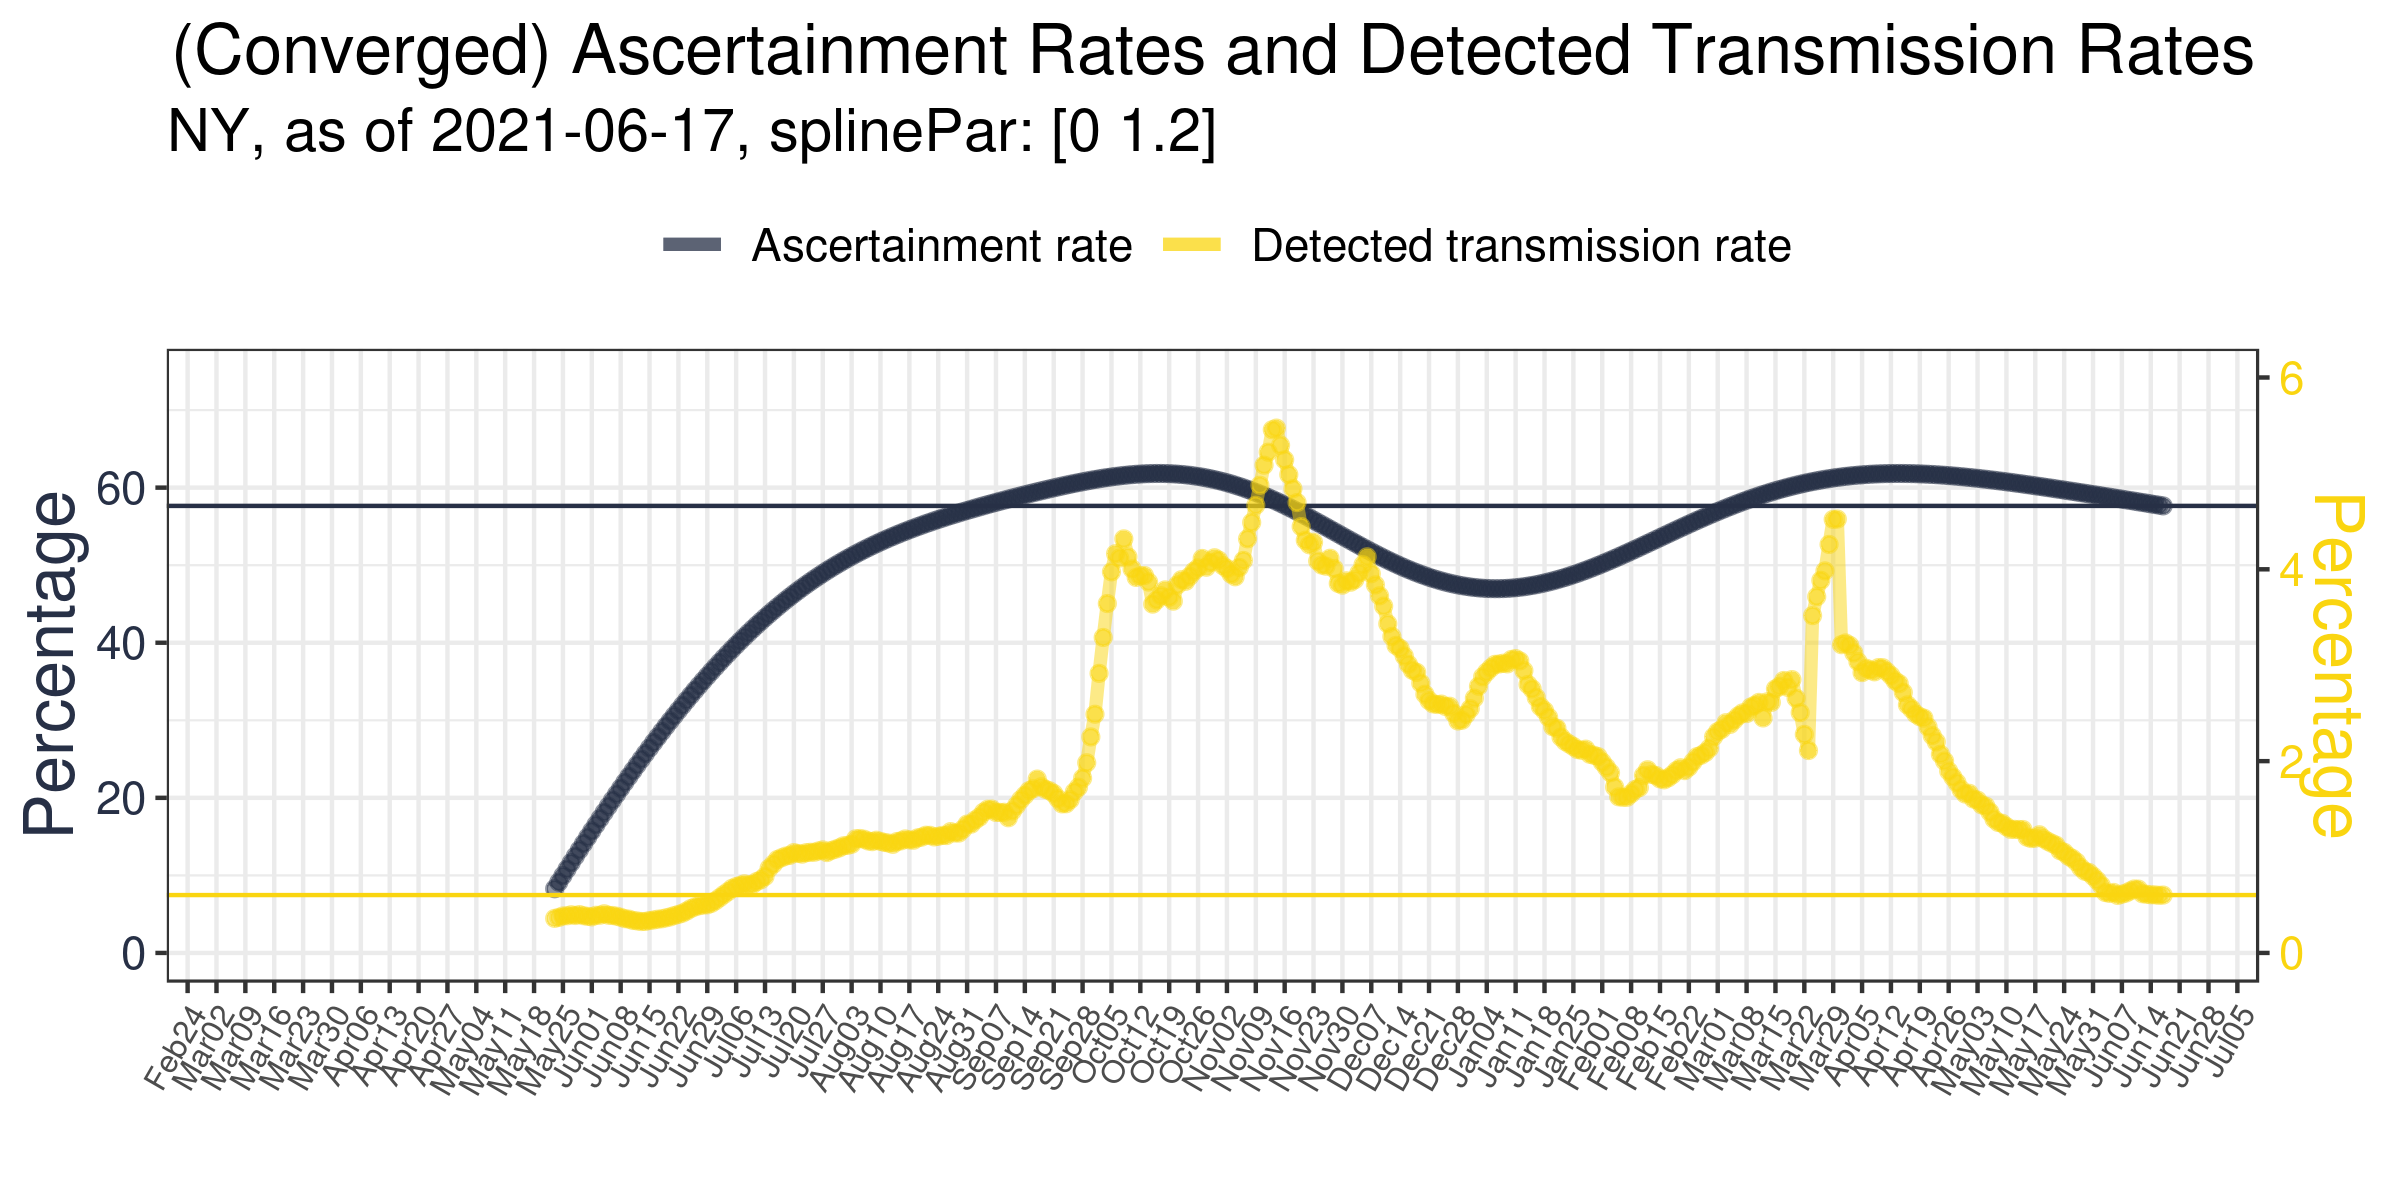 (Converged) Ascertainment Rates and Detected Transmission Rates
NY, as of 2021-06-17, splinePar: [0 1.2]
Ascertainment rate Detected transmission rate
Percentage
60
40
20
0
6
4
2
0
Percentage
Feb24 Mar02 Mar09 Mar16 Mar23 Mar30 Apr06 Apr13 Apr20 Apr27 May04 May11 May18 May25 Jun01 Jun08 Jun15 Jun22 Jun29 Jul06 Jul13 Jul20 Jul27 Aug03 Aug10 Aug17 Aug24 Aug31 Sep07 Sep14 Sep21 Sep28 Oct05 Oct12 Oct19 Oct26 Nov02 Nov09 Nov16 Nov23 Nov30 Dec07 Dec14 Dec21 Dec28 Jan04 Jan11 Jan18 Jan25 Feb01 Feb08 Feb15 Feb22 Mar01 Mar08 Mar15 Mar22 Mar29 Apr05 Apr12 Apr19 Apr26 May03 May10 May17 May24 May31 Jun07 Jun14 Jun21 Jun28 Jul05